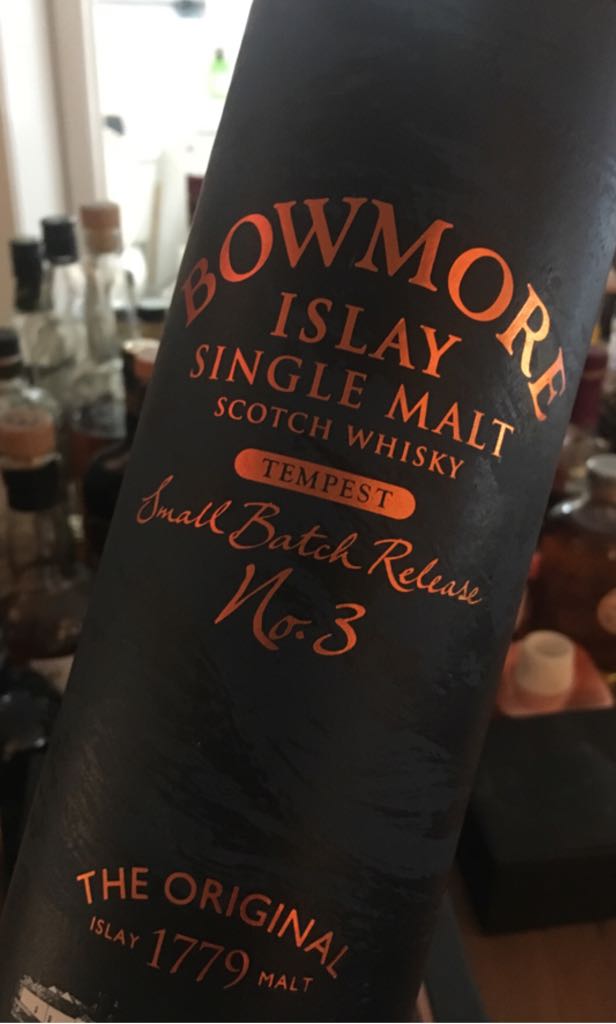 BOWMORE
ISLAY
SINGLE MALT
SCOTCH WHISKY
TEMPEST
Small Batch Release
No.3
THE ORIGINAL
ISLAY 1779 MALT